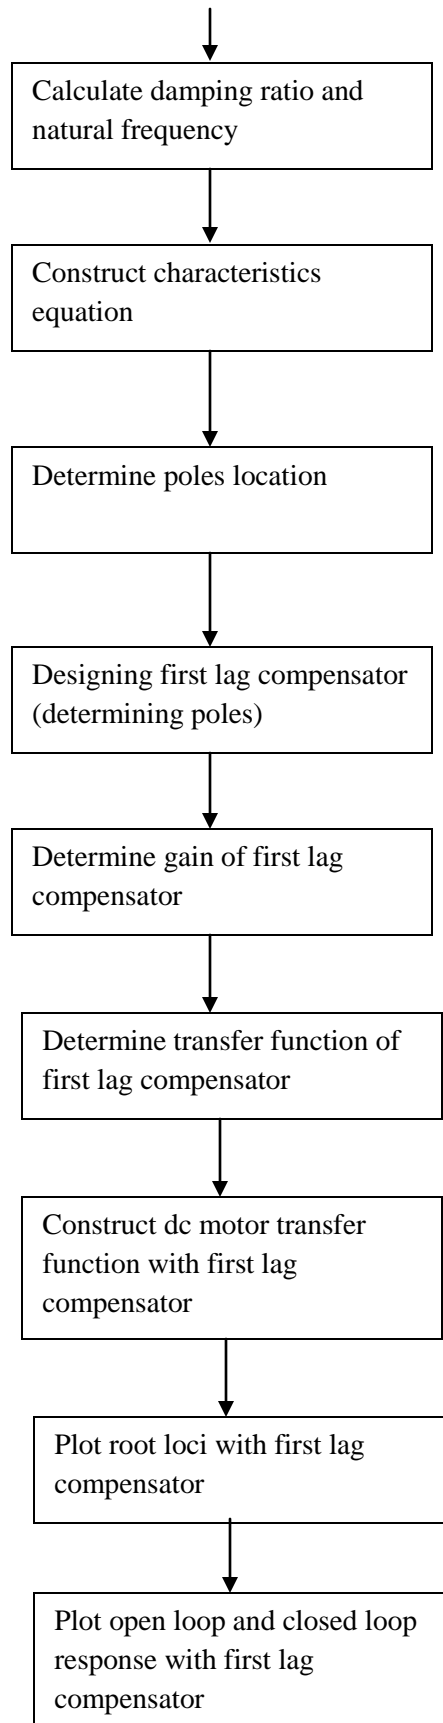 Calculate damping ratio and
natural frequency
Construct characteristics
equation
Determine poles location
Designing first lag compensator
(determining poles)
Determine gain of first lag
compensator
Determine transfer function of
first lag compensator
Construct dc motor transfer
function with first lag
compensator
Plot root loci with first lag
compensator
Plot open loop and closed loop
response with first lag
compensator